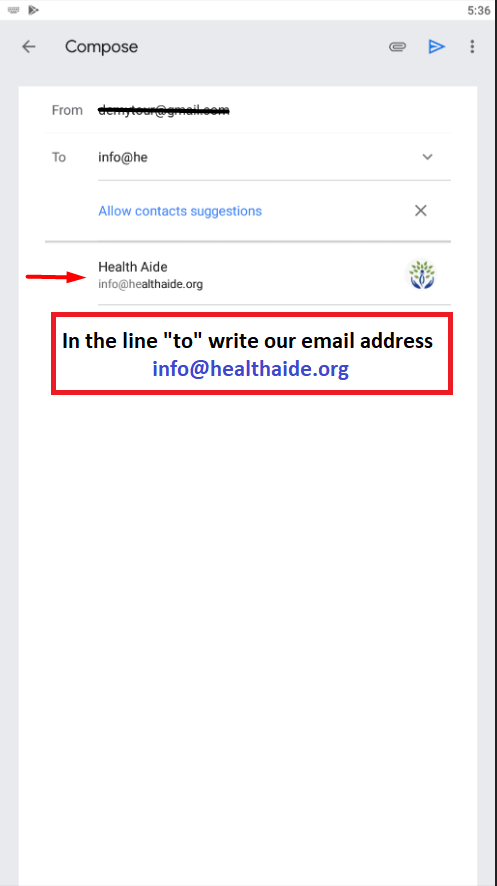 5:36
Compose
From
To info@he
Allow contacts suggestions
Health Aide
info@healthaide.org
In the line "to" write our email address
info@healthaide.org